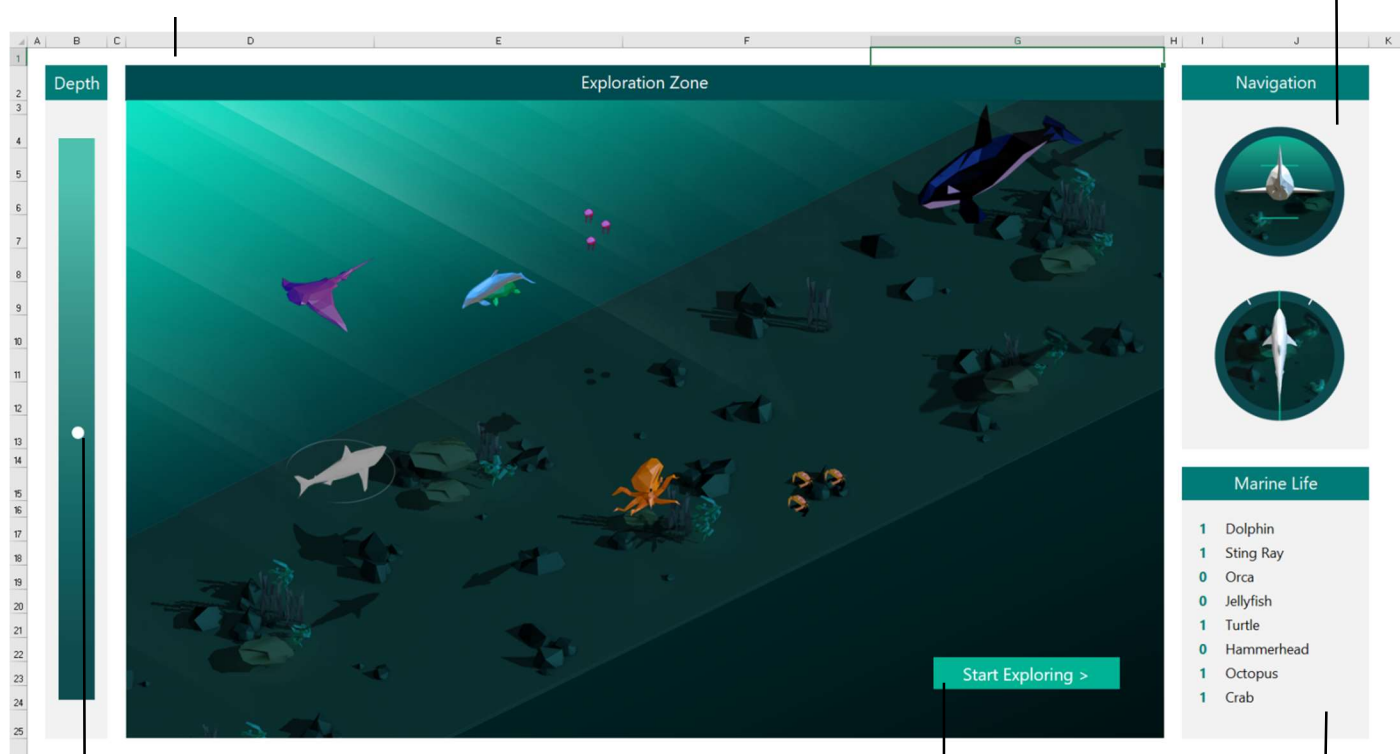 A B C D E F G H I J K
1
Depth Exploration Zone Navigation
2
3
4
5
6
7
8
9
10
11
12
13
14
Marine Life
15
16
1 Dolphin
17
1 Sting Ray
18
0 Orca
19
0 Jellyfish
20
1 Turtle
21
0 Hammerhead
22
1 Octopus
23
Start Exploring >
1 Crab
24
25